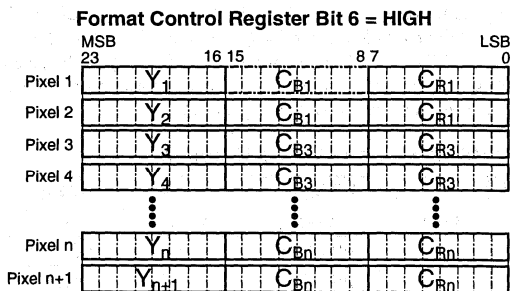 Format Control Register Bit 6 = HIGH
MSB LSB
23 16 15 8 7 0
Pixel 1 Y1 CB1 CR1
Pixel 2 Y2 CB1 CR1
Pixel 3 Y3 CB3 CR3
Pixel 4 Y4 CB3 CR3
Pixel n Yn CBn CRn
Pixel n+1 Yn+1 CBn CRn